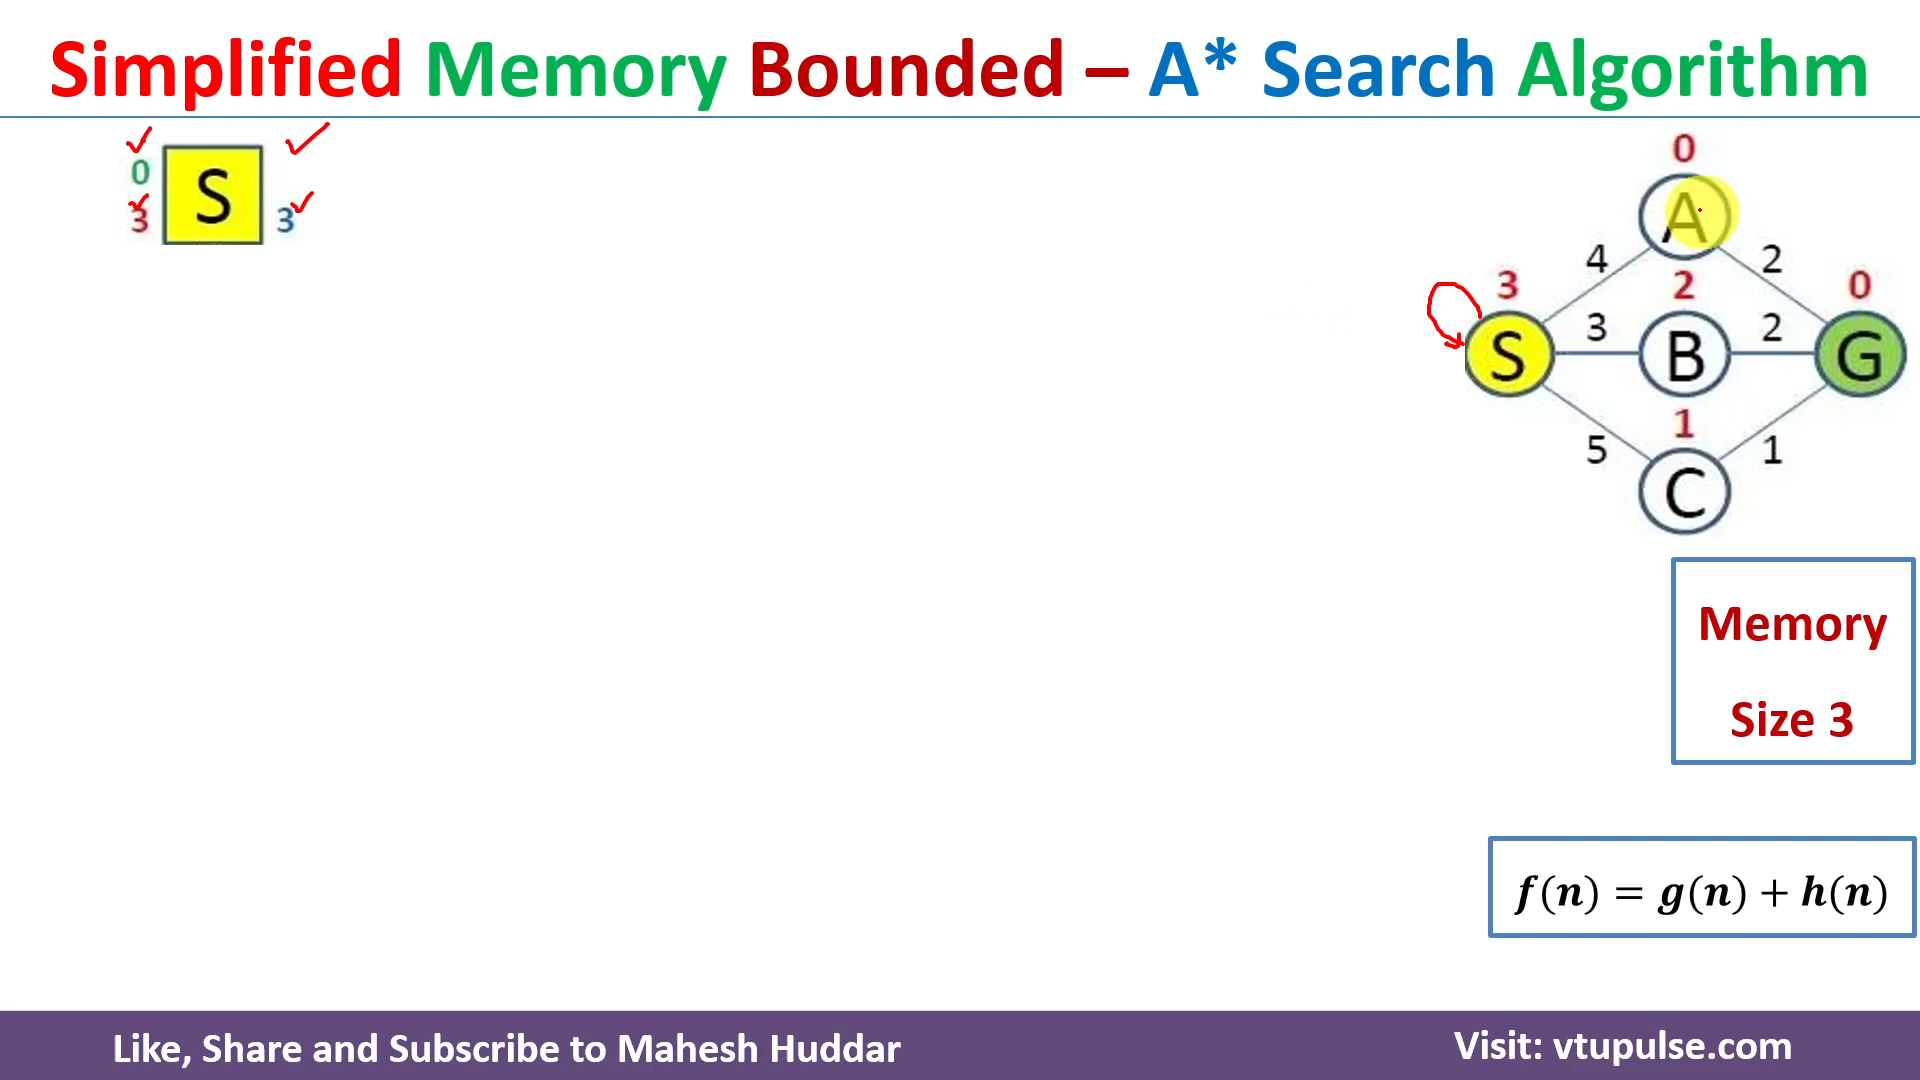 Simplified Memory Bounded – A* Search Algorithm
0
3
S
3
0
A
4
2
3
2
0
S
3
B
2
G
1
5
1
C
Memory
Size 3
f(n) = g(n) + h(n)
Like, Share and Subscribe to Mahesh Huddar
Visit: vtupulse.com